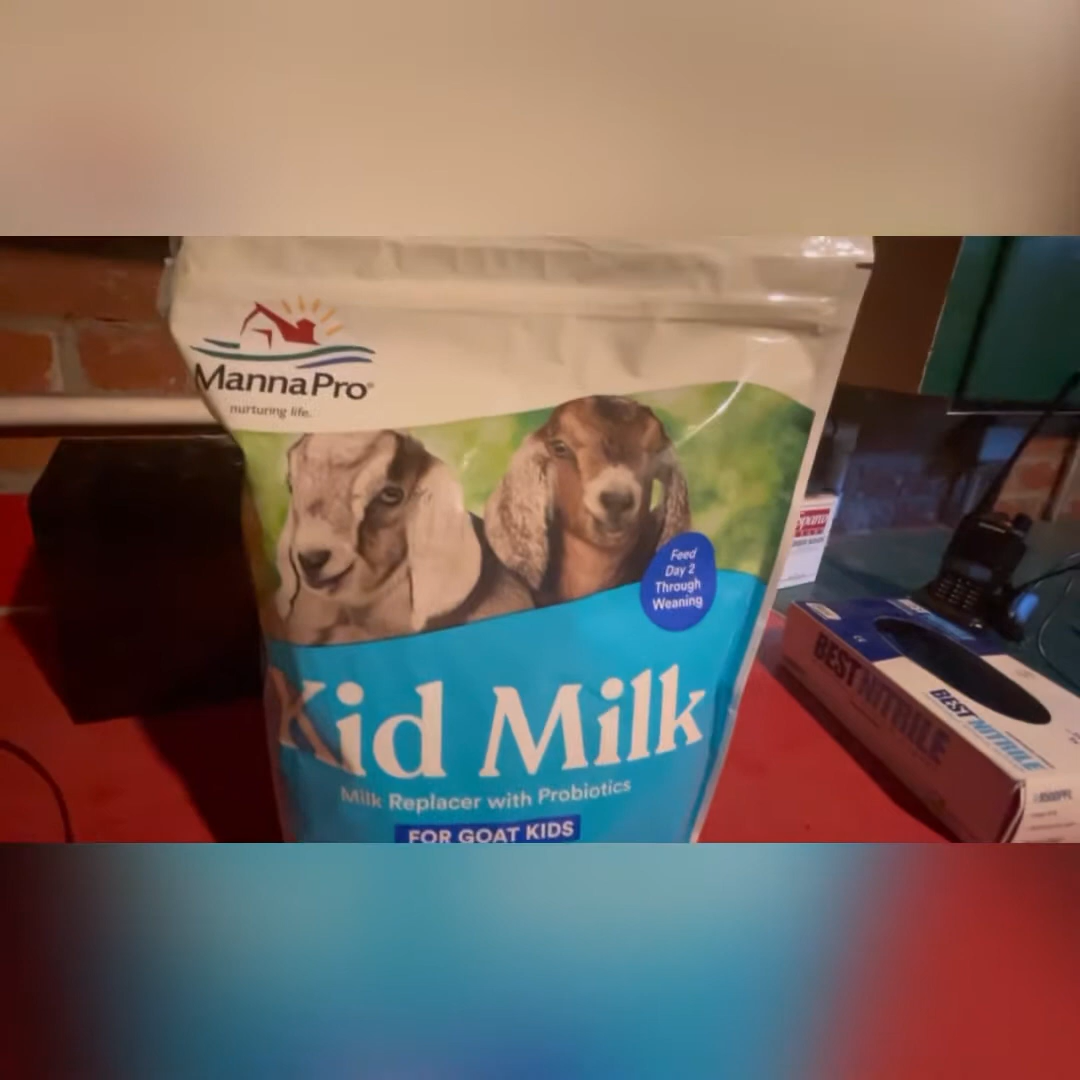 MannaPro®
nurturing life.
Feed
Day 2
Through
Weaning
Kid Milk
Milk Replacer with Probiotics
FOR GOAT KIDS
BEST NITRILE
BEST NITRILE